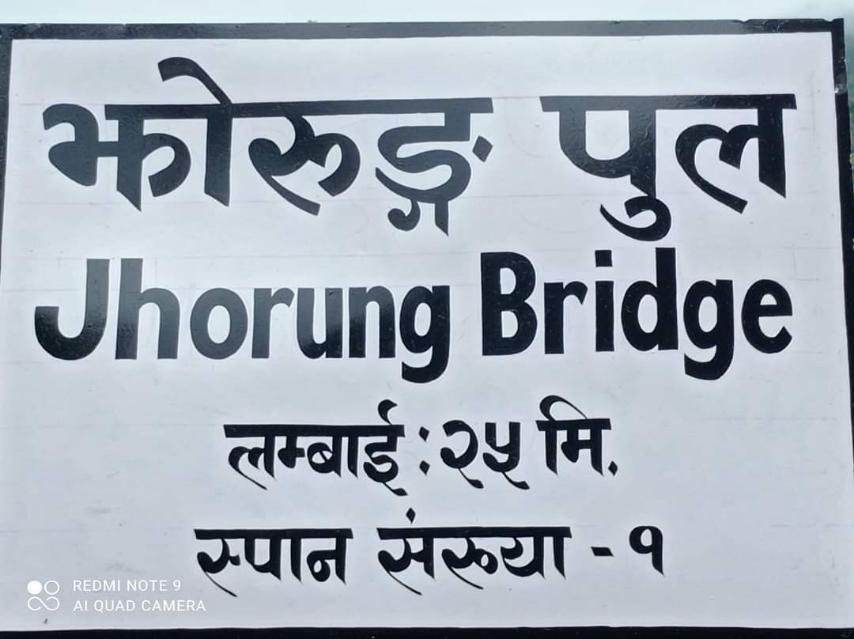 झोरुङ्ग पुल
Jhorung Bridge
लम्बाई : २५ मि.
स्पान संख्या - १
REDMI NOTE 9
AI QUAD CAMERA